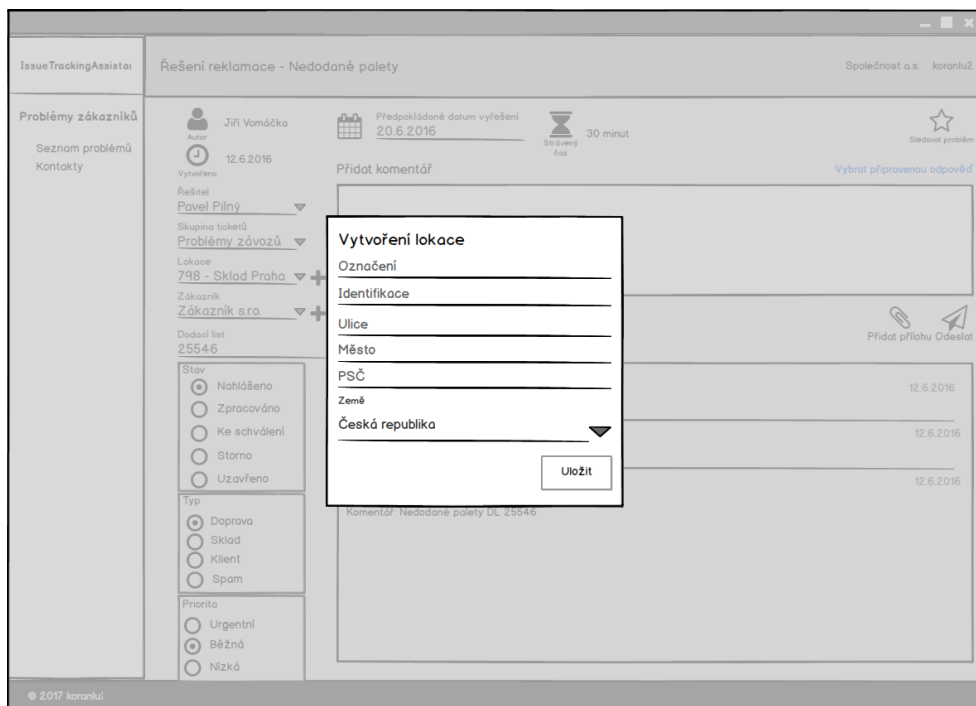 IssueTrackingAssistar
Řešení reklamace - Nedodané palety
Společnost a.s. koranlu2
Problémy zákazníků
Seznam problémů
Kontakty
Jiří Vomáčka
Autor
12.6.2016
Vytvořeno
Předpokládané datum vyřešení
20.6.2016
30 minut
Strávený
čas
Sledovat problém
Přidat komentář
Vybrat připravenou odpověď
Řešitel
Pavel Pilný
Skupina ticketů
Problémy závozů
Lokace
798 - Sklad Praha
Zákazník
Zákazník s.r.o.
Dodací list
25546
Přidat přílohu Odeslat
Stav
Nahlášeno
Zpracováno
Ke schválení
Storno
Uzavřeno
Typ
Doprava
Sklad
Klient
Spam
Priorita
Urgentní
Běžná
Nízká
Vytvoření lokace
Označení
Identifikace
Ulice
Město
PSČ
Země
Česká republika
Uložit
12.6.2016
12.6.2016
12.6.2016
Komentář: Nedodané palety DL 25546
© 2017 koranlu2